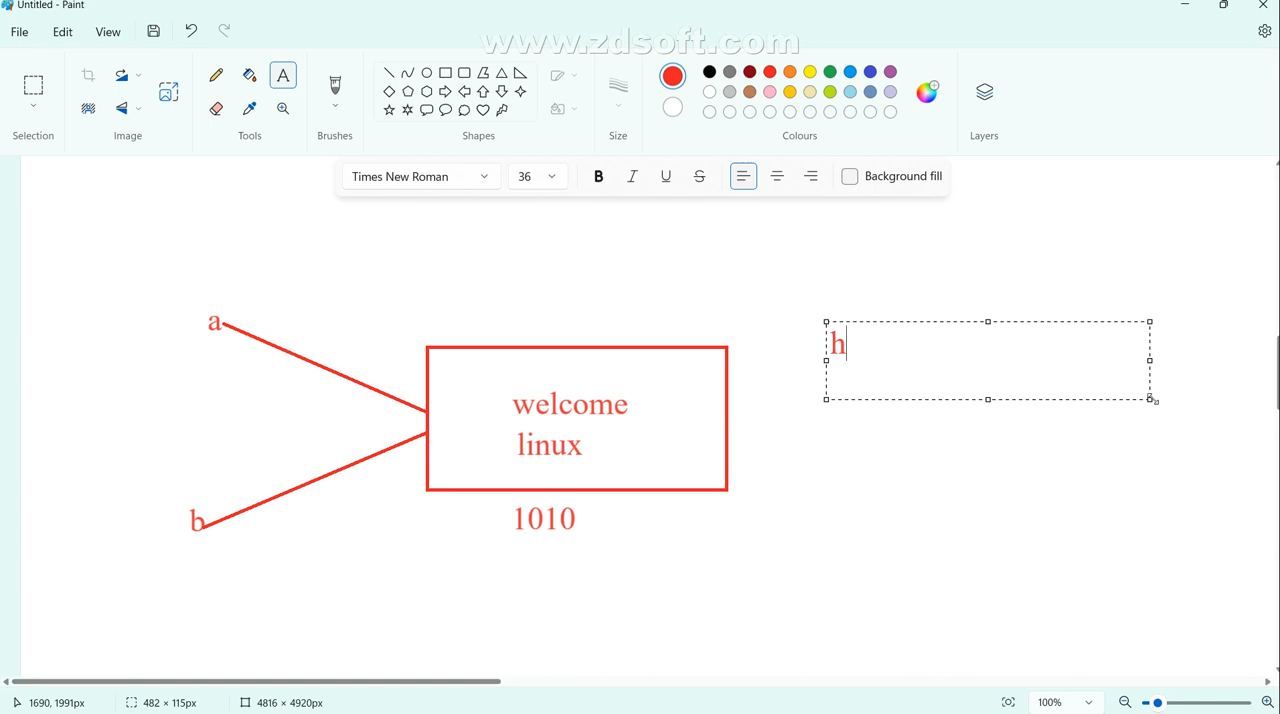 Untitled - Paint
File Edit View
www.zdsoft.com
Selection Image Tools Brushes Shapes Size Colours Layers
Times New Roman 36 B I U S Background fill
a
h
welcome
linux
b
1010
1690, 1991px 482 × 115px 4816 × 4920px 100%